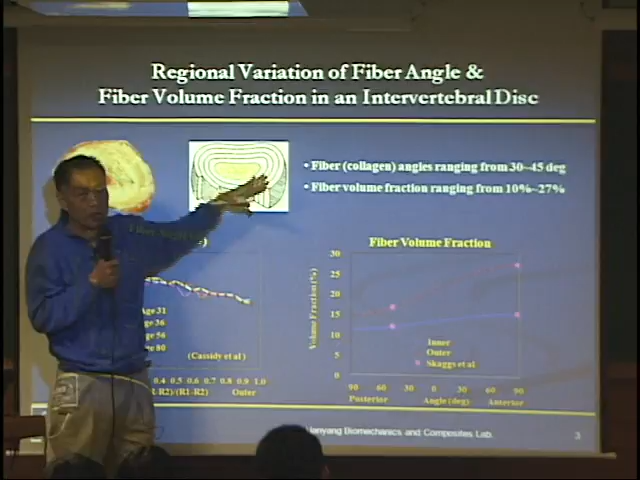 Regional Variation of Fiber Angle &
Fiber Volume Fraction in an Intervertebral Disc
• Fiber (collagen) angles ranging from 30~45 deg
• Fiber volume fraction ranging from 10%~27%
Fiber Volume Fraction
Volume Fraction (%)
30
25
20
15
10
5
0
Inner
Outer
Skaggs et al
90 60 30 0 30 60 90
Posterior Angle (deg) Anterior
Age 31
Age 36
Age 56
Age 80
(Cassidy et al)
0.4 0.5 0.6 0.7 0.8 0.9 1.0
R-R2)/(R1-R2) Outer
Hanyang Biomechanics and Composites Lab.
3